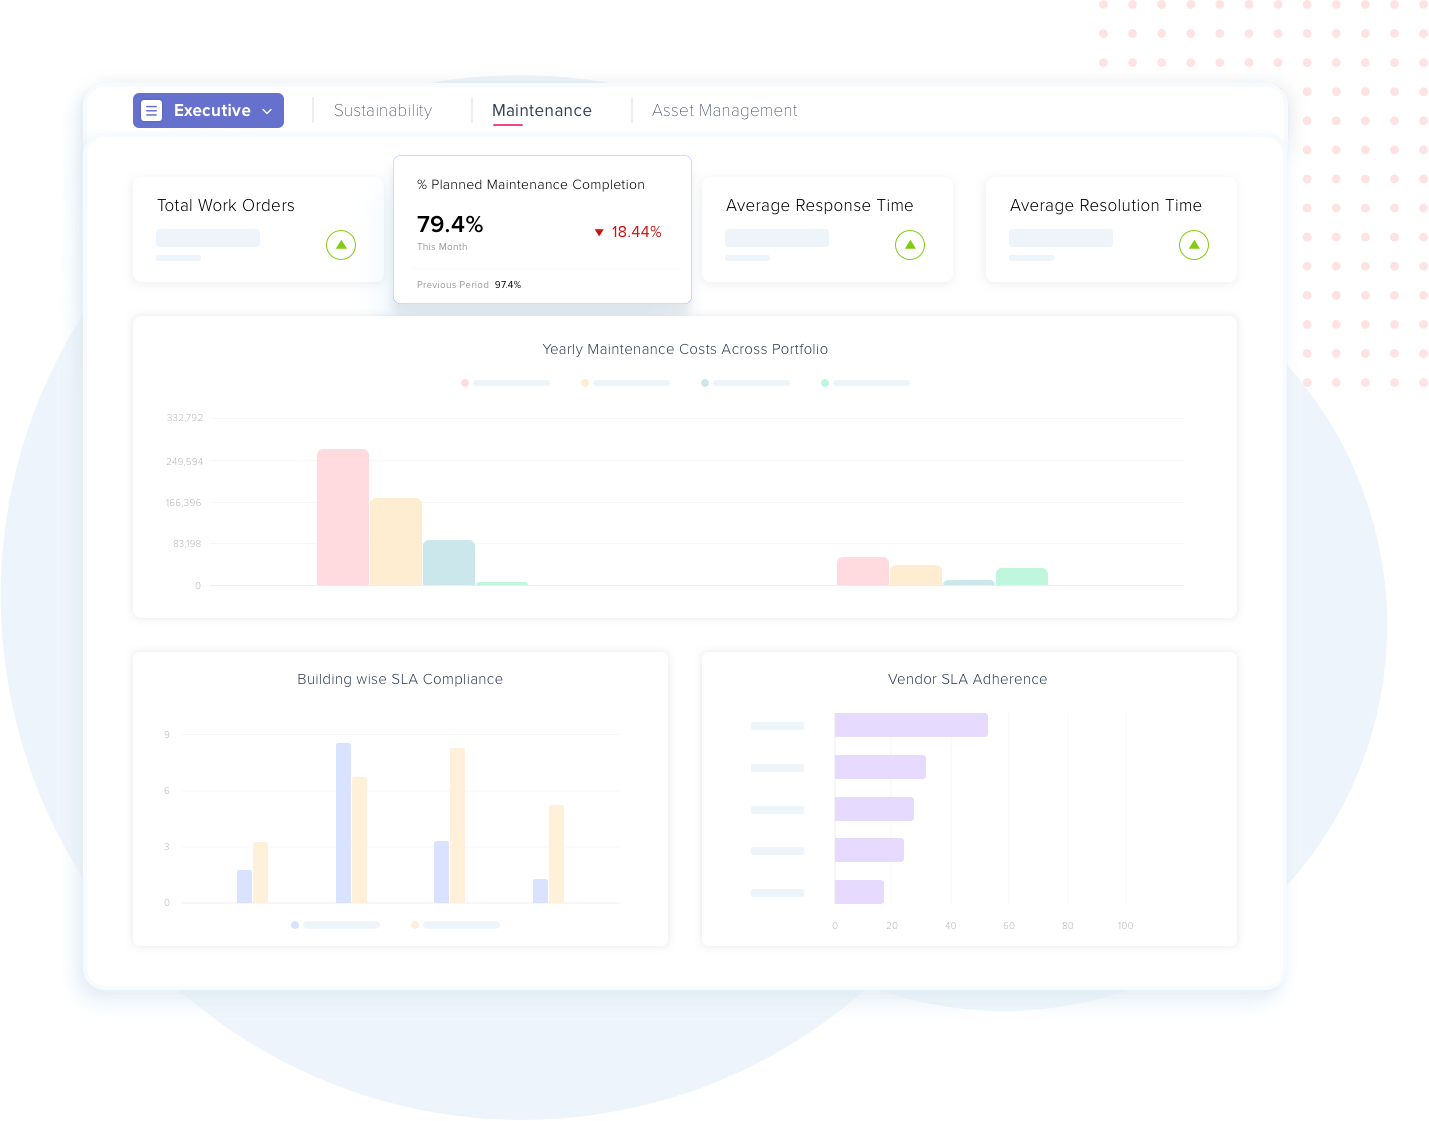 Executive
Sustainability
Maintenance
Asset Management
Total Work Orders
% Planned Maintenance Completion
79.4%
18.44%
This Month
Previous Period 97.4%
Average Response Time
Average Resolution Time
Yearly Maintenance Costs Across Portfolio
332,792
249,594
166,396
83,198
0
Building wise SLA Compliance
9
6
3
0
Vendor SLA Adherence
0 20 40 60 80 100